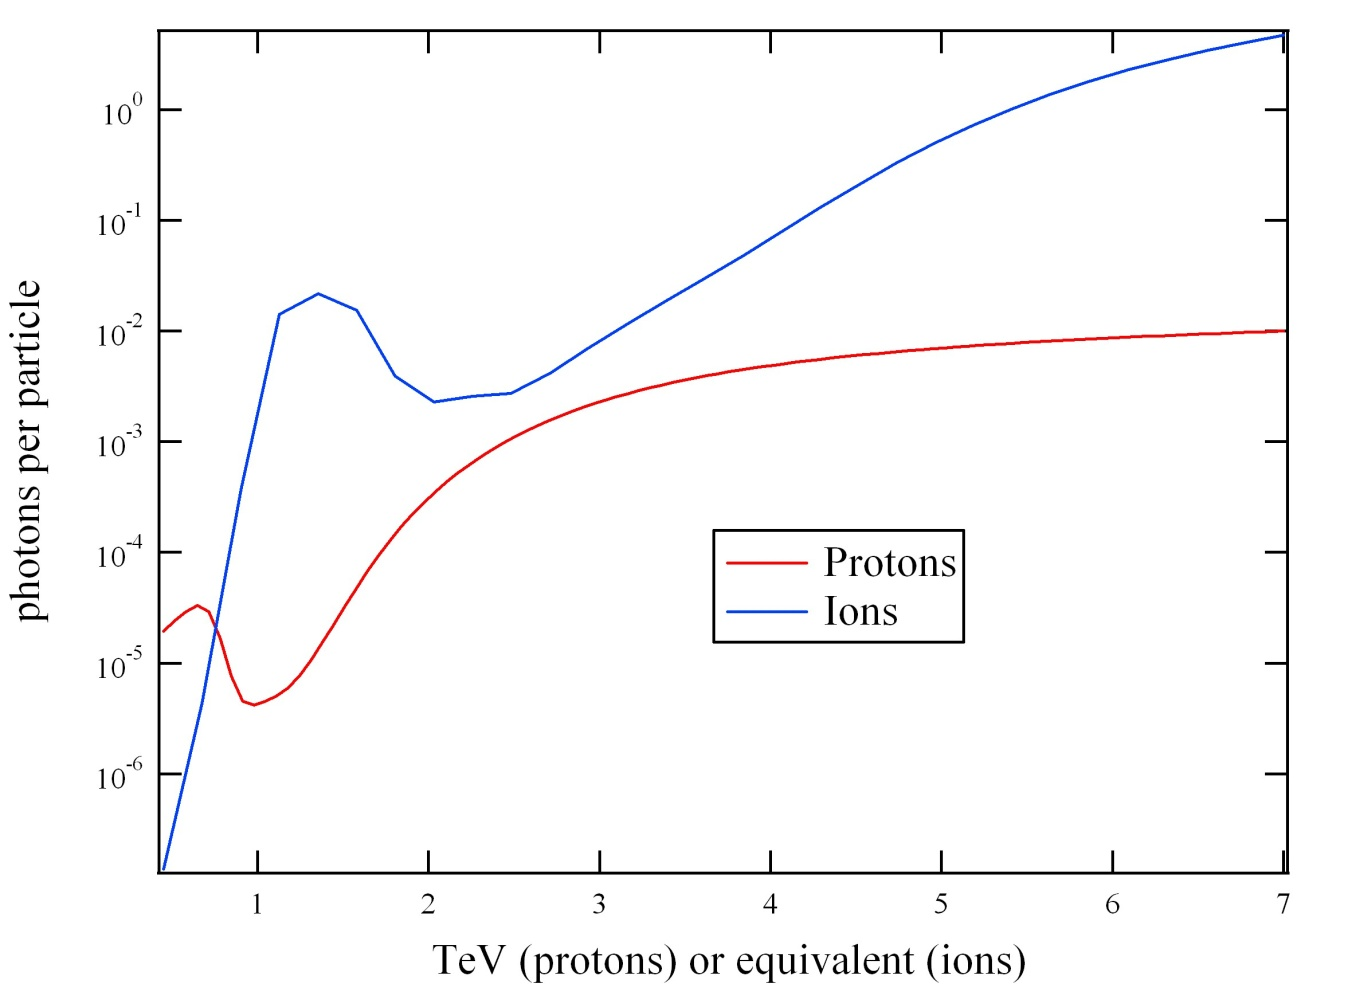 photons per particle
10^0
10^-1
10^-2
10^-3
10^-4
10^-5
10^-6
Protons
Ions
1 2 3 4 5 6 7
TeV (protons) or equivalent (ions)